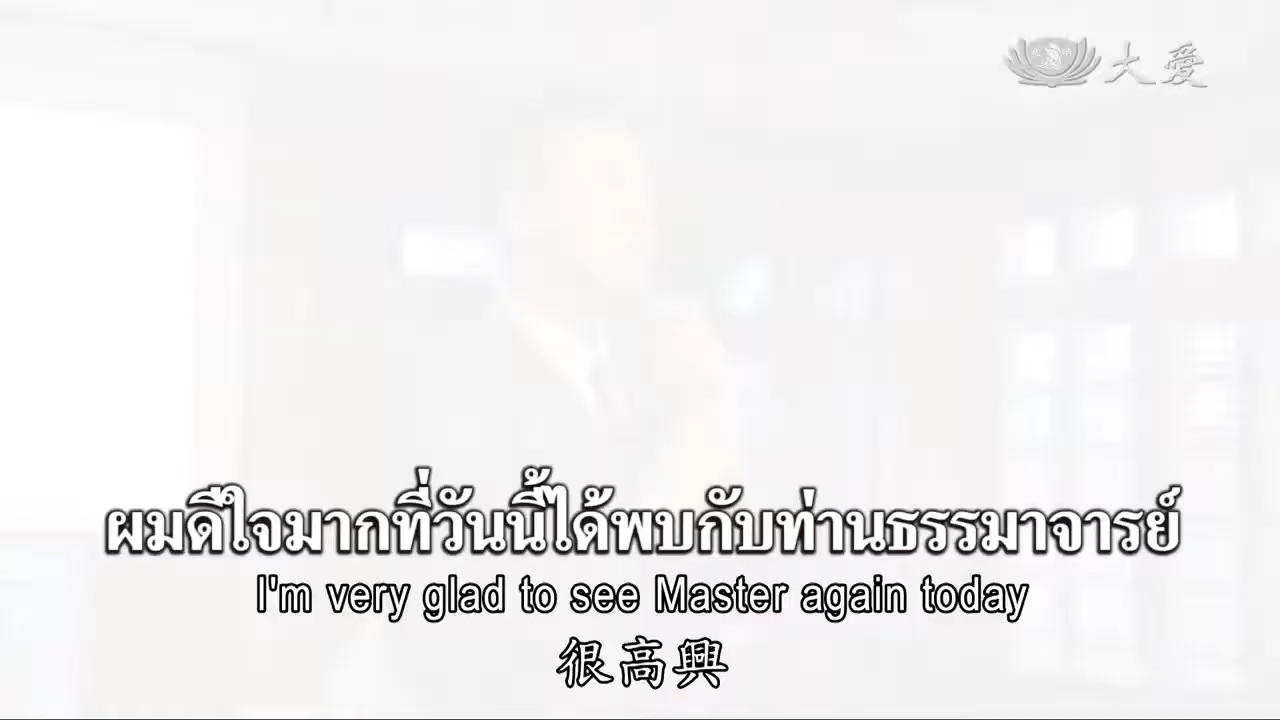 大愛
ผมดีใจมากที่วันนี้ได้พบกับท่านธรรมาจารย์
I'm very glad to see Master again today
很高興